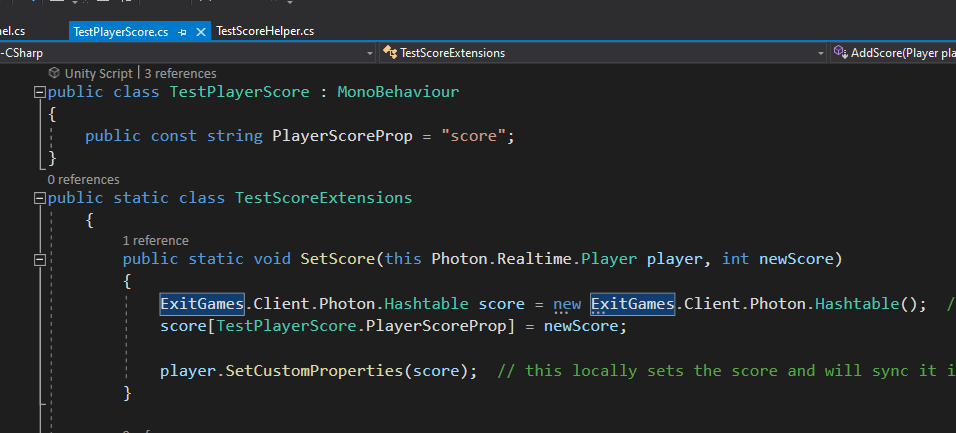 nel.cs TestPlayerScore.cs TestScoreHelper.cs
-CSharp TestScoreExtensions AddScore(Player pla
Unity Script | 3 references
public class TestPlayerScore : MonoBehaviour
{
public const string PlayerScoreProp = "score";
}
0 references
public static class TestScoreExtensions
{
1 reference
public static void SetScore(this Photon.Realtime.Player player, int newScore)
{
ExitGames.Client.Photon.Hashtable score = new ExitGames.Client.Photon.Hashtable(); //
score[TestPlayerScore.PlayerScoreProp] = newScore;
player.SetCustomProperties(score); // this locally sets the score and will sync it i
}